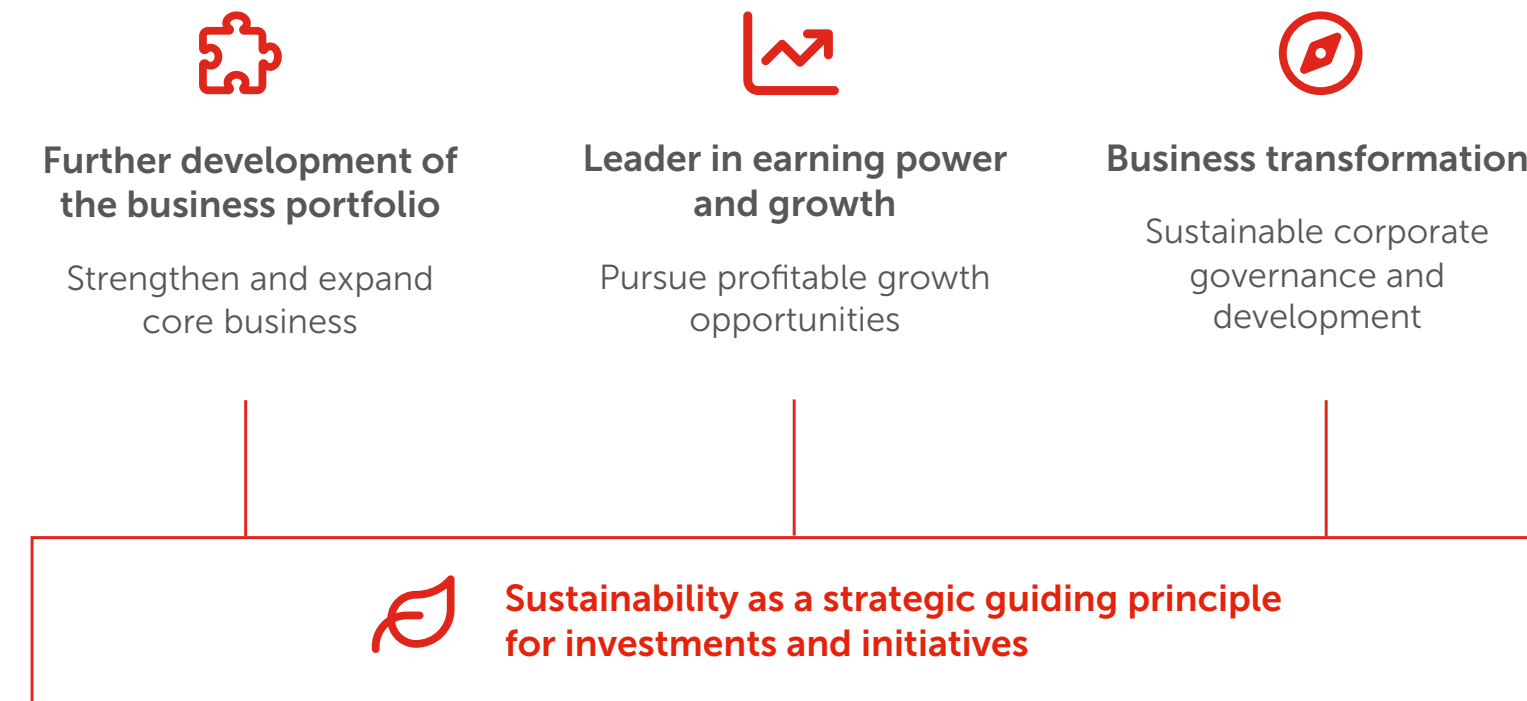 Further development of
the business portfolio
Strengthen and expand
core business
Leader in earning power
and growth
Pursue profitable growth
opportunities
Business transformation
Sustainable corporate
governance and
development
Sustainability as a strategic guiding principle
for investments and initiatives